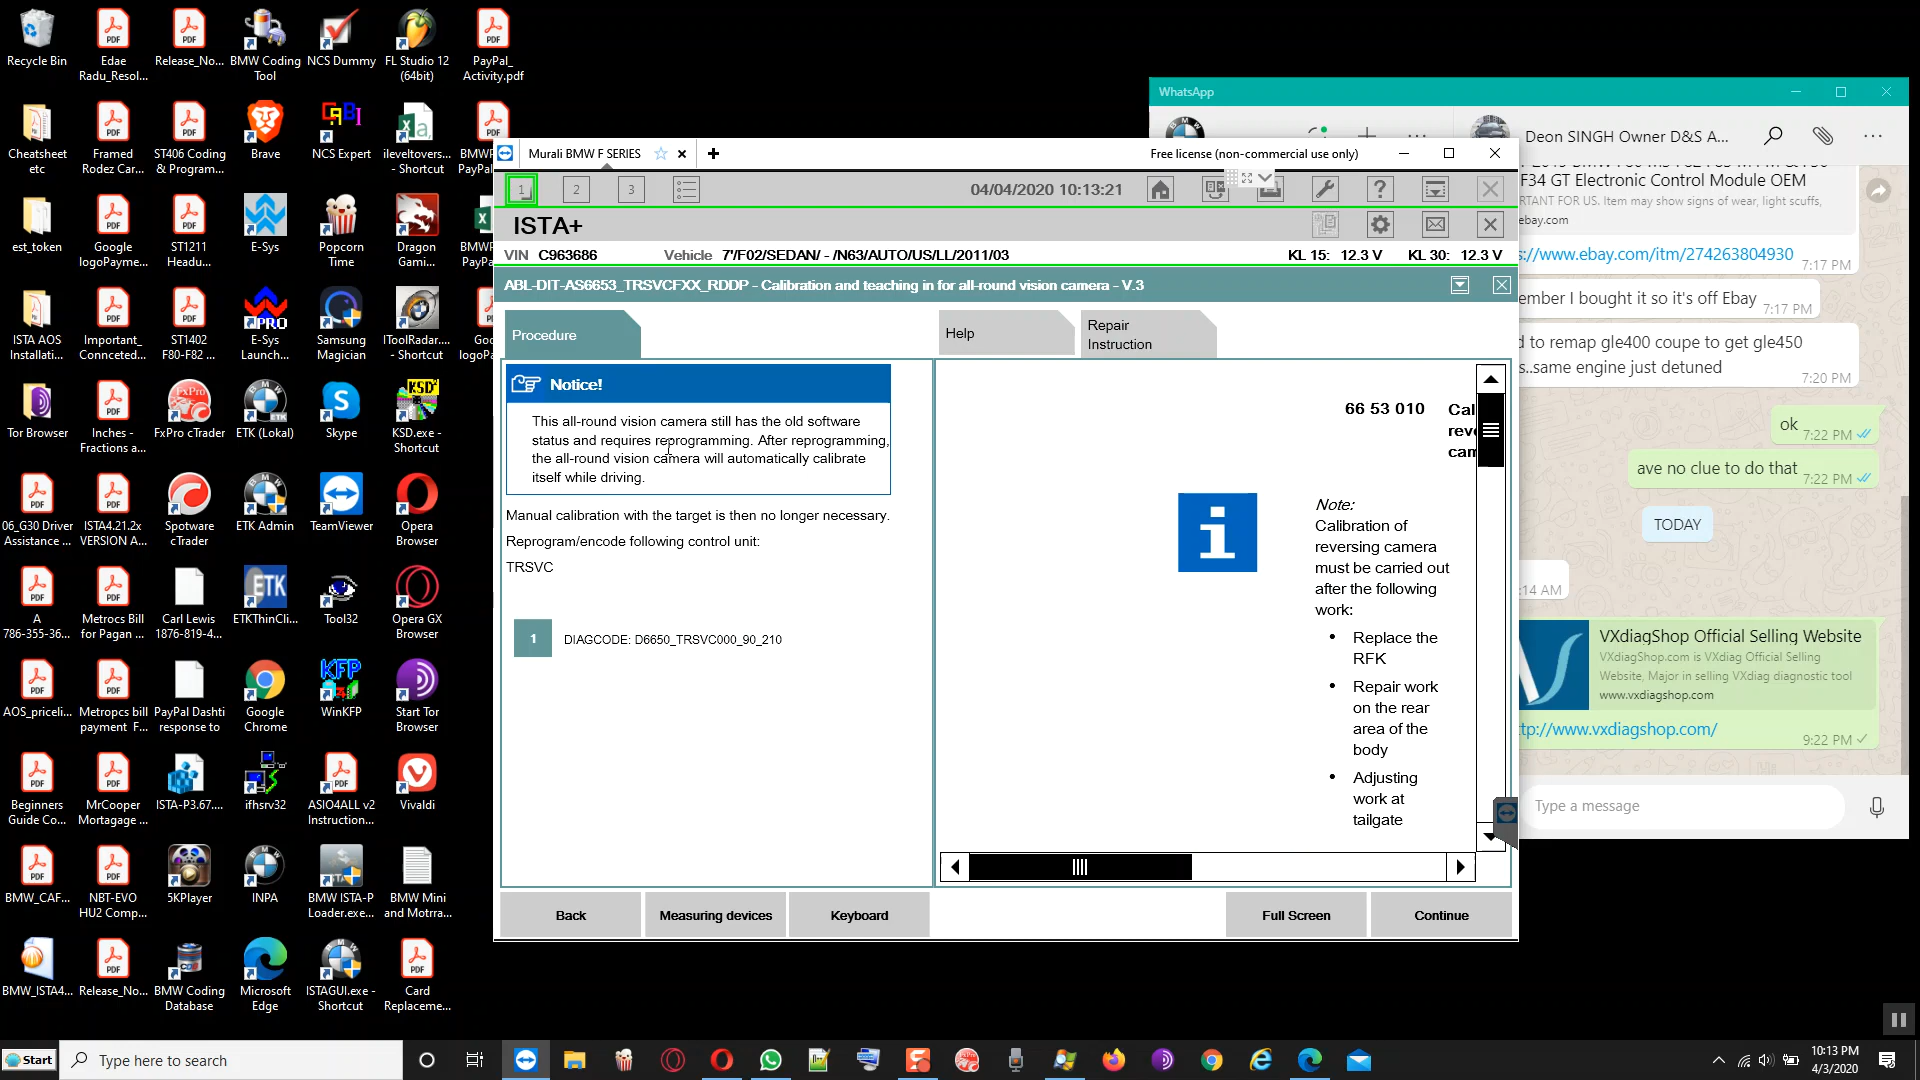 Recycle Bin
Edae
Radu_Resol...
Release_No...
BMW Coding
Tool
NCS Dummy
FL Studio 12
(64bit)
PayPal_
Activity.pdf
Cheatsheet
etc
Framed
Rodez Car...
ST406 Coding
& Program...
Brave
NCS Expert
ileveltovers...
- Shortcut
est_token
Google
logoPayme...
ST1211
Headu...
E-Sys
Popcorn
Time
Dragon
Gami...
ISTA AOS
Installati...
Important_
Connceted...
ST1402
F80-F82 ...
E-Sys
Launch...
Samsung
Magician
IToolRadar....
- Shortcut
Tor Browser
Inches -
Fractions ...
FxPro cTrader
ETK (Lokal)
Skype
KSD.exe -
Shortcut
06_G30 Driver
Assistance ...
ISTA4.21.2x
VERSION A...
Spotware
cTrader
ETK Admin
TeamViewer
Opera
Browser
A
786-355-36...
Metrocs Bill
for Pagan ...
Carl Lewis
1876-819-4...
ETKThinCli...
Tool32
Opera GX
Browser
AOS_priceli...
Metropcs bill
payment F...
PayPal Dashti
response to
Google
Chrome
WinKFP
Start Tor
Browser
Beginners
Guide Co...
MrCooper
Mortagage ...
ISTA-P3.67....
ifhsrv32
ASIO4ALL v2
Instruction...
Vivaldi
BMW_CAF...
NBT-EVO
HU2 Comp...
5KPlayer
INPA
BMW ISTA-P
Loader.exe...
BMW Mini
and Motrra...
BMW_ISTA4...
Release_No...
BMW Coding
Database
Microsoft
Edge
ISTAGUI.exe -
Shortcut
Card
Replaceme...
Murali BMW F SERIES
Free license (non-commercial use only)
1 2 3
04/04/2020 10:13:21
ISTA+
VIN C963686 Vehicle 7'/F02/SEDAN/ - /N63/AUTO/US/LL/2011/03 KL 15: 12.3 V KL 30: 12.3 V
ABL-DIT-AS6653_TRSVCFXX_RDDP - Calibration and teaching in for all-round vision camera - V.3
Procedure
Help
Repair
Instruction
Notice!
This all-round vision camera still has the old software
status and requires reprogramming. After reprogramming,
the all-round vision camera will automatically calibrate
itself while driving.
Manual calibration with the target is then no longer necessary.
Reprogram/encode following control unit:
TRSVC
1 DIAGCODE: D6650_TRSVC000_90_210
66 53 010
Cal
reve
cam
Note:
Calibration of
reversing camera
must be carried out
after the following
work:
• Replace the
RFK
• Repair work
on the rear
area of the
body
• Adjusting
work at
tailgate
Back
Measuring devices
Keyboard
Full Screen
Continue
WhatsApp
Deon SINGH Owner D&S A...
F34 GT Electronic Control Module OEM
RTANT FOR US. Item may show signs of wear, light scuffs,
ebay.com
s://www.ebay.com/itm/274263804930
7:17 PM
ember I bought it so it's off Ebay 7:17 PM
d to remap gle400 coupe to get gle450
s..same engine just detuned 7:20 PM
ok 7:22 PM
ave no clue to do that 7:22 PM
TODAY
:14 AM
VXdiagShop Official Selling Website
VXdiagShop.com is VXdiag Official Selling
Website, Major in selling VXdiag diagnostic tool
www.vxdiagshop.com
tp://www.vxdiagshop.com/
9:22 PM
Type a message
Start
Type here to search
10:13 PM
4/3/2020